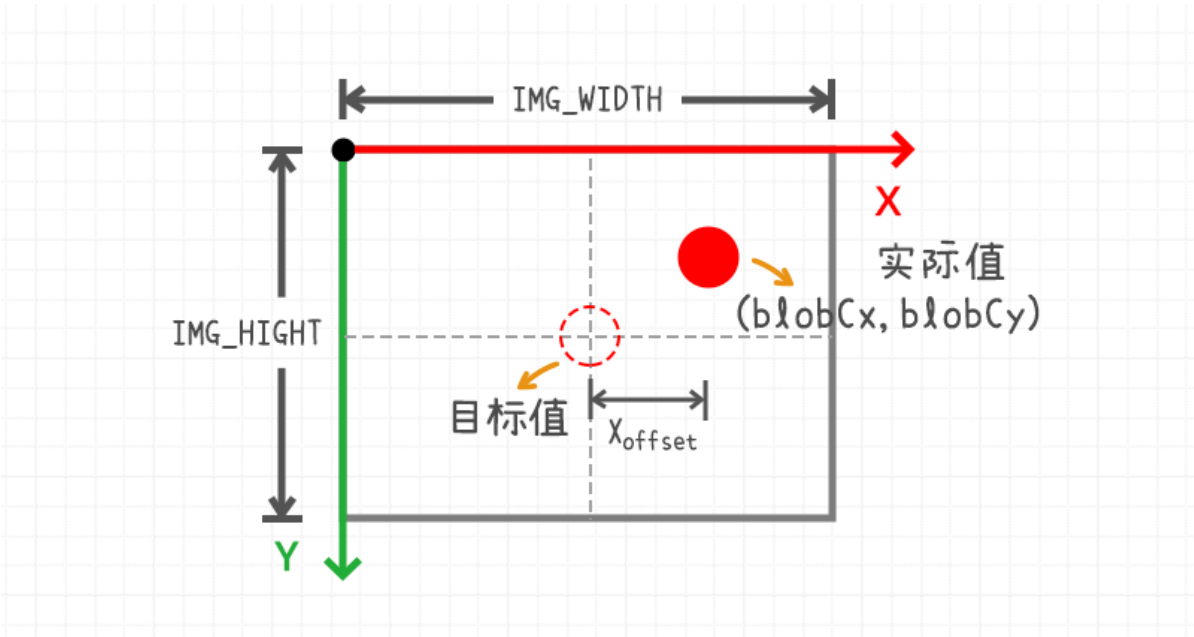 IMG_WIDTH
X
实际值
(blobCx, blobCy)
IMG_HIGHT
目标值
Xoffset
Y